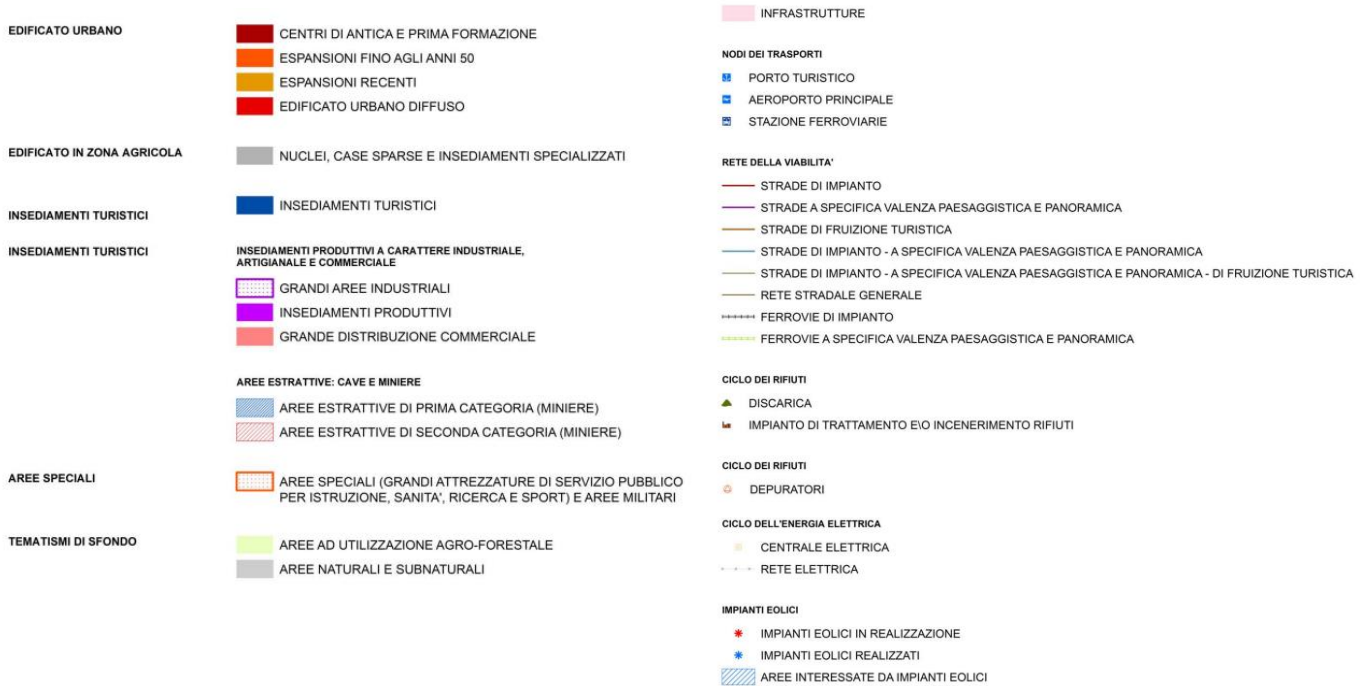 EDIFICATO URBANO
CENTRI DI ANTICA E PRIMA FORMAZIONE
ESPANSIONI FINO AGLI ANNI 50
ESPANSIONI RECENTI
EDIFICATO URBANO DIFFUSO
EDIFICATO IN ZONA AGRICOLA
NUCLEI, CASE SPARSE E INSEDIAMENTI SPECIALIZZATI
INSEDIAMENTI TURISTICI
INSEDIAMENTI TURISTICI
INSEDIAMENTI TURISTICI
INSEDIAMENTI PRODUTTIVI A CARATTERE INDUSTRIALE,
ARTIGIANALE E COMMERCIALE
GRANDI AREE INDUSTRIALI
INSEDIAMENTI PRODUTTIVI
GRANDE DISTRIBUZIONE COMMERCIALE
AREE ESTRATTIVE: CAVE E MINIERE
AREE ESTRATTIVE DI PRIMA CATEGORIA (MINIERE)
AREE ESTRATTIVE DI SECONDA CATEGORIA (MINIERE)
AREE SPECIALI
AREE SPECIALI (GRANDI ATTREZZATURE DI SERVIZIO PUBBLICO
PER ISTRUZIONE, SANITA', RICERCA E SPORT) E AREE MILITARI
TEMATISMI DI SFONDO
AREE AD UTILIZZAZIONE AGRO-FORESTALE
AREE NATURALI E SUBNATURALI
INFRASTRUTTURE
NODI DEI TRASPORTI
PORTO TURISTICO
AEROPORTO PRINCIPALE
STAZIONE FERROVIARIE
RETE DELLA VIABILITA'
STRADE DI IMPIANTO
STRADE A SPECIFICA VALENZA PAESAGGISTICA E PANORAMICA
STRADE DI FRUIZIONE TURISTICA
STRADE DI IMPIANTO - A SPECIFICA VALENZA PAESAGGISTICA E PANORAMICA
STRADE DI IMPIANTO - A SPECIFICA VALENZA PAESAGGISTICA E PANORAMICA - DI FRUIZIONE TURISTICA
RETE STRADALE GENERALE
FERROVIE DI IMPIANTO
FERROVIE A SPECIFICA VALENZA PAESAGGISTICA E PANORAMICA
CICLO DEI RIFIUTI
DISCARICA
IMPIANTO DI TRATTAMENTO E\O INCENERIMENTO RIFIUTI
CICLO DEI RIFIUTI
DEPURATORI
CICLO DELL'ENERGIA ELETTRICA
CENTRALE ELETTRICA
RETE ELETTRICA
IMPIANTI EOLICI
IMPIANTI EOLICI IN REALIZZAZIONE
IMPIANTI EOLICI REALIZZATI
AREE INTERESSATE DA IMPIANTI EOLICI